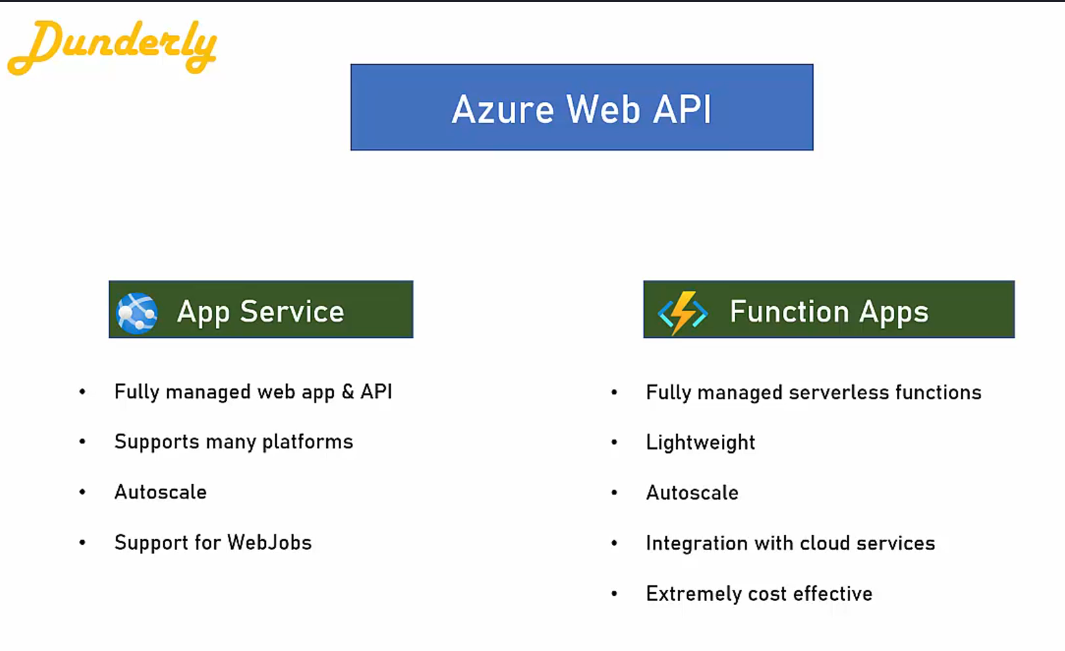 Dunderly
Azure Web API
App Service
• Fully managed web app & API
• Supports many platforms
• Autoscale
• Support for WebJobs
Function Apps
• Fully managed serverless functions
• Lightweight
• Autoscale
• Integration with cloud services
• Extremely cost effective